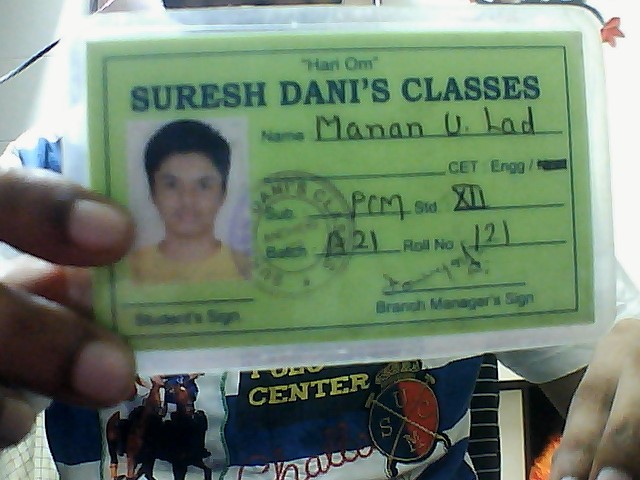 "Hari Om"
SURESH DANI'S CLASSES
Name Manan U. Lad
CET : Engg /
Sub. PCM Std XII
Batch A21 Roll No 121
Student's Sign
Branch Manager's Sign
POLO
CENTER